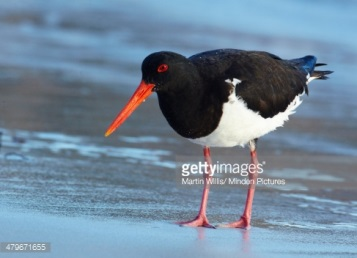 gettyimages
Martin Willis/ Minden Pictures
479671655